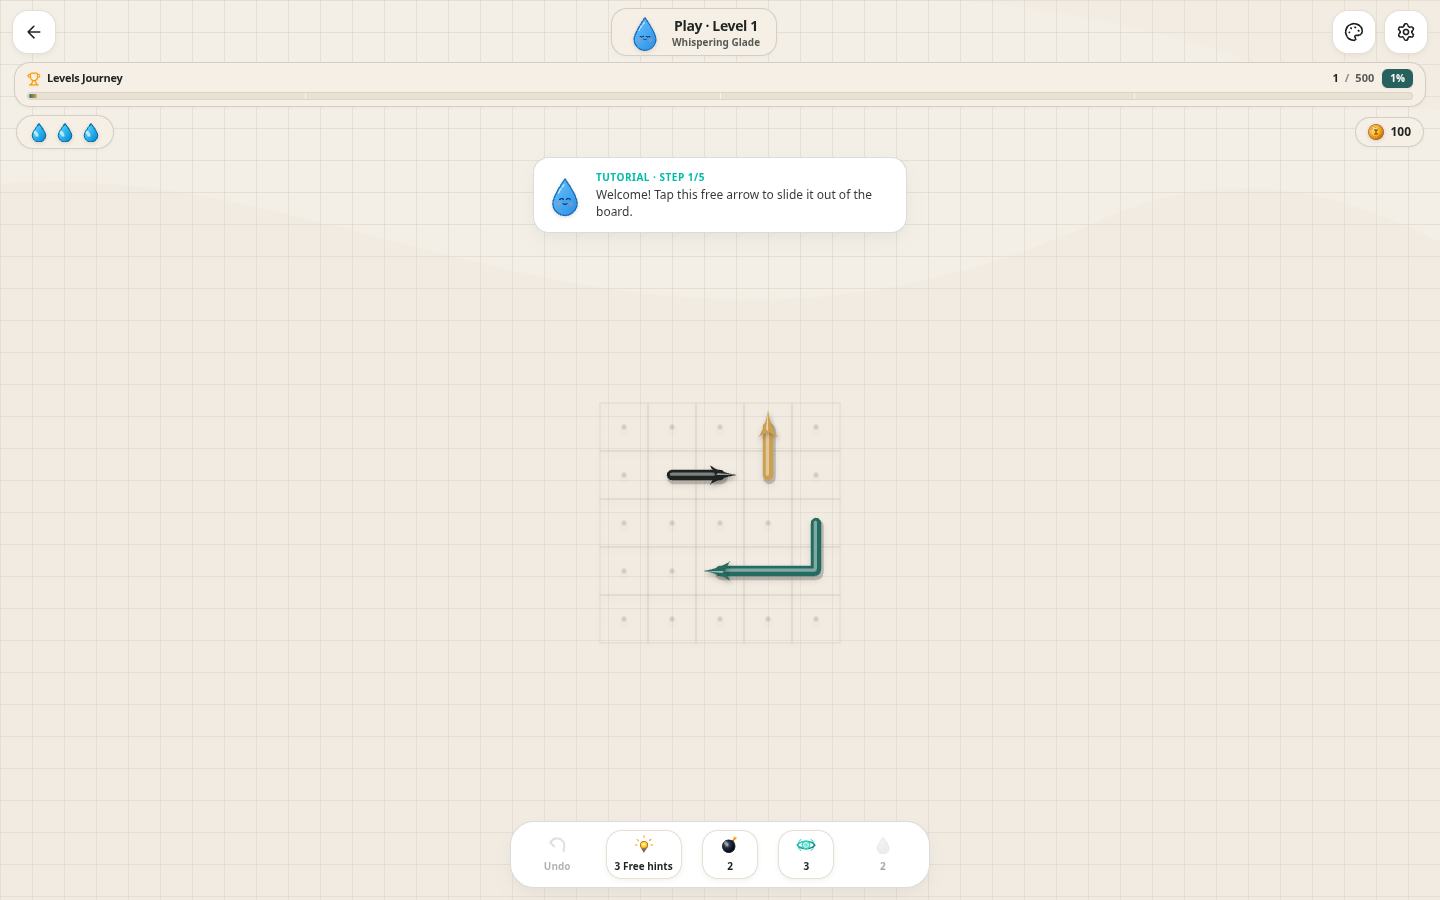 Play · Level 1
Whispering Glade
Levels Journey
1 / 500 1%
100
TUTORIAL · STEP 1/5
Welcome! Tap this free arrow to slide it out of the
board.
Undo
3 Free hints
2
3
2